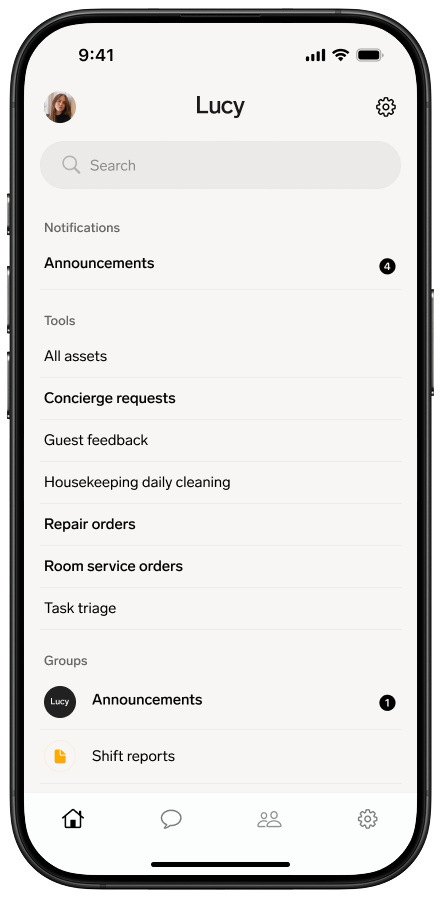 9:41
Lucy
Search
Notifications
Announcements
4
Tools
All assets
Concierge requests
Guest feedback
Housekeeping daily cleaning
Repair orders
Room service orders
Task triage
Groups
Lucy
Announcements
1
Shift reports